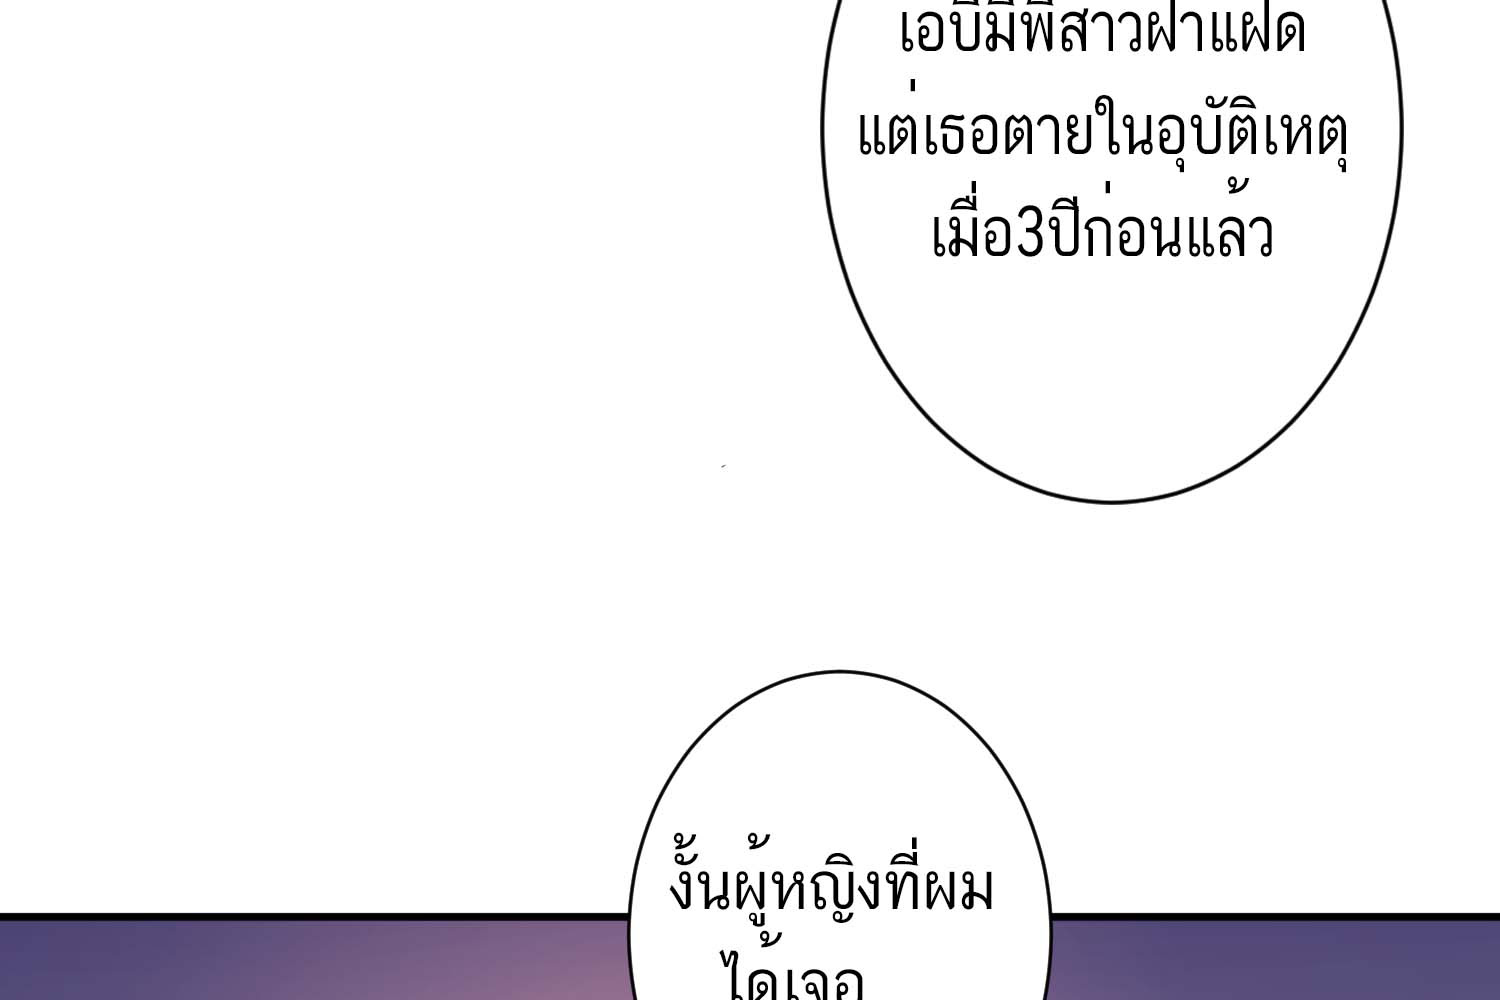 เอบีมีพี่สาวฝาแฝด
แต่เธอตายในอุบัติเหตุ
เมื่อ3ปีก่อนแล้ว
งั้นผู้หญิงที่ผม
ได้เจอ